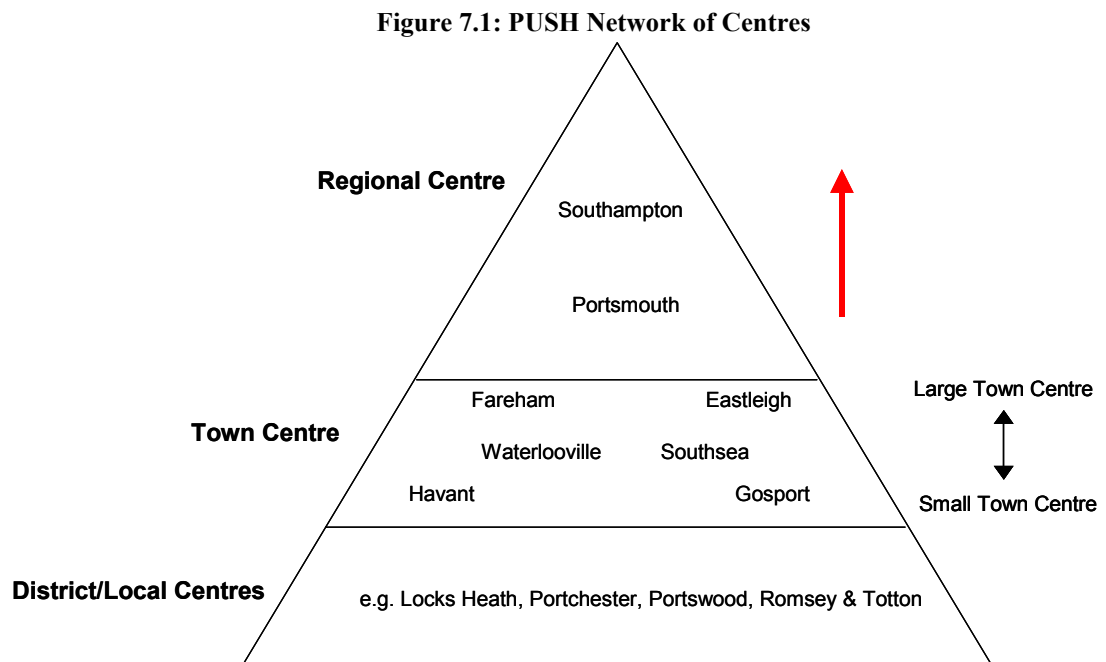 Figure 7.1: PUSH Network of Centres
Regional Centre
Southampton
Portsmouth
Town Centre
Fareham Eastleigh
Waterlooville Southsea
Havant Gosport
Large Town Centre
Small Town Centre
District/Local Centres
e.g. Locks Heath, Portchester, Portswood, Romsey & Totton